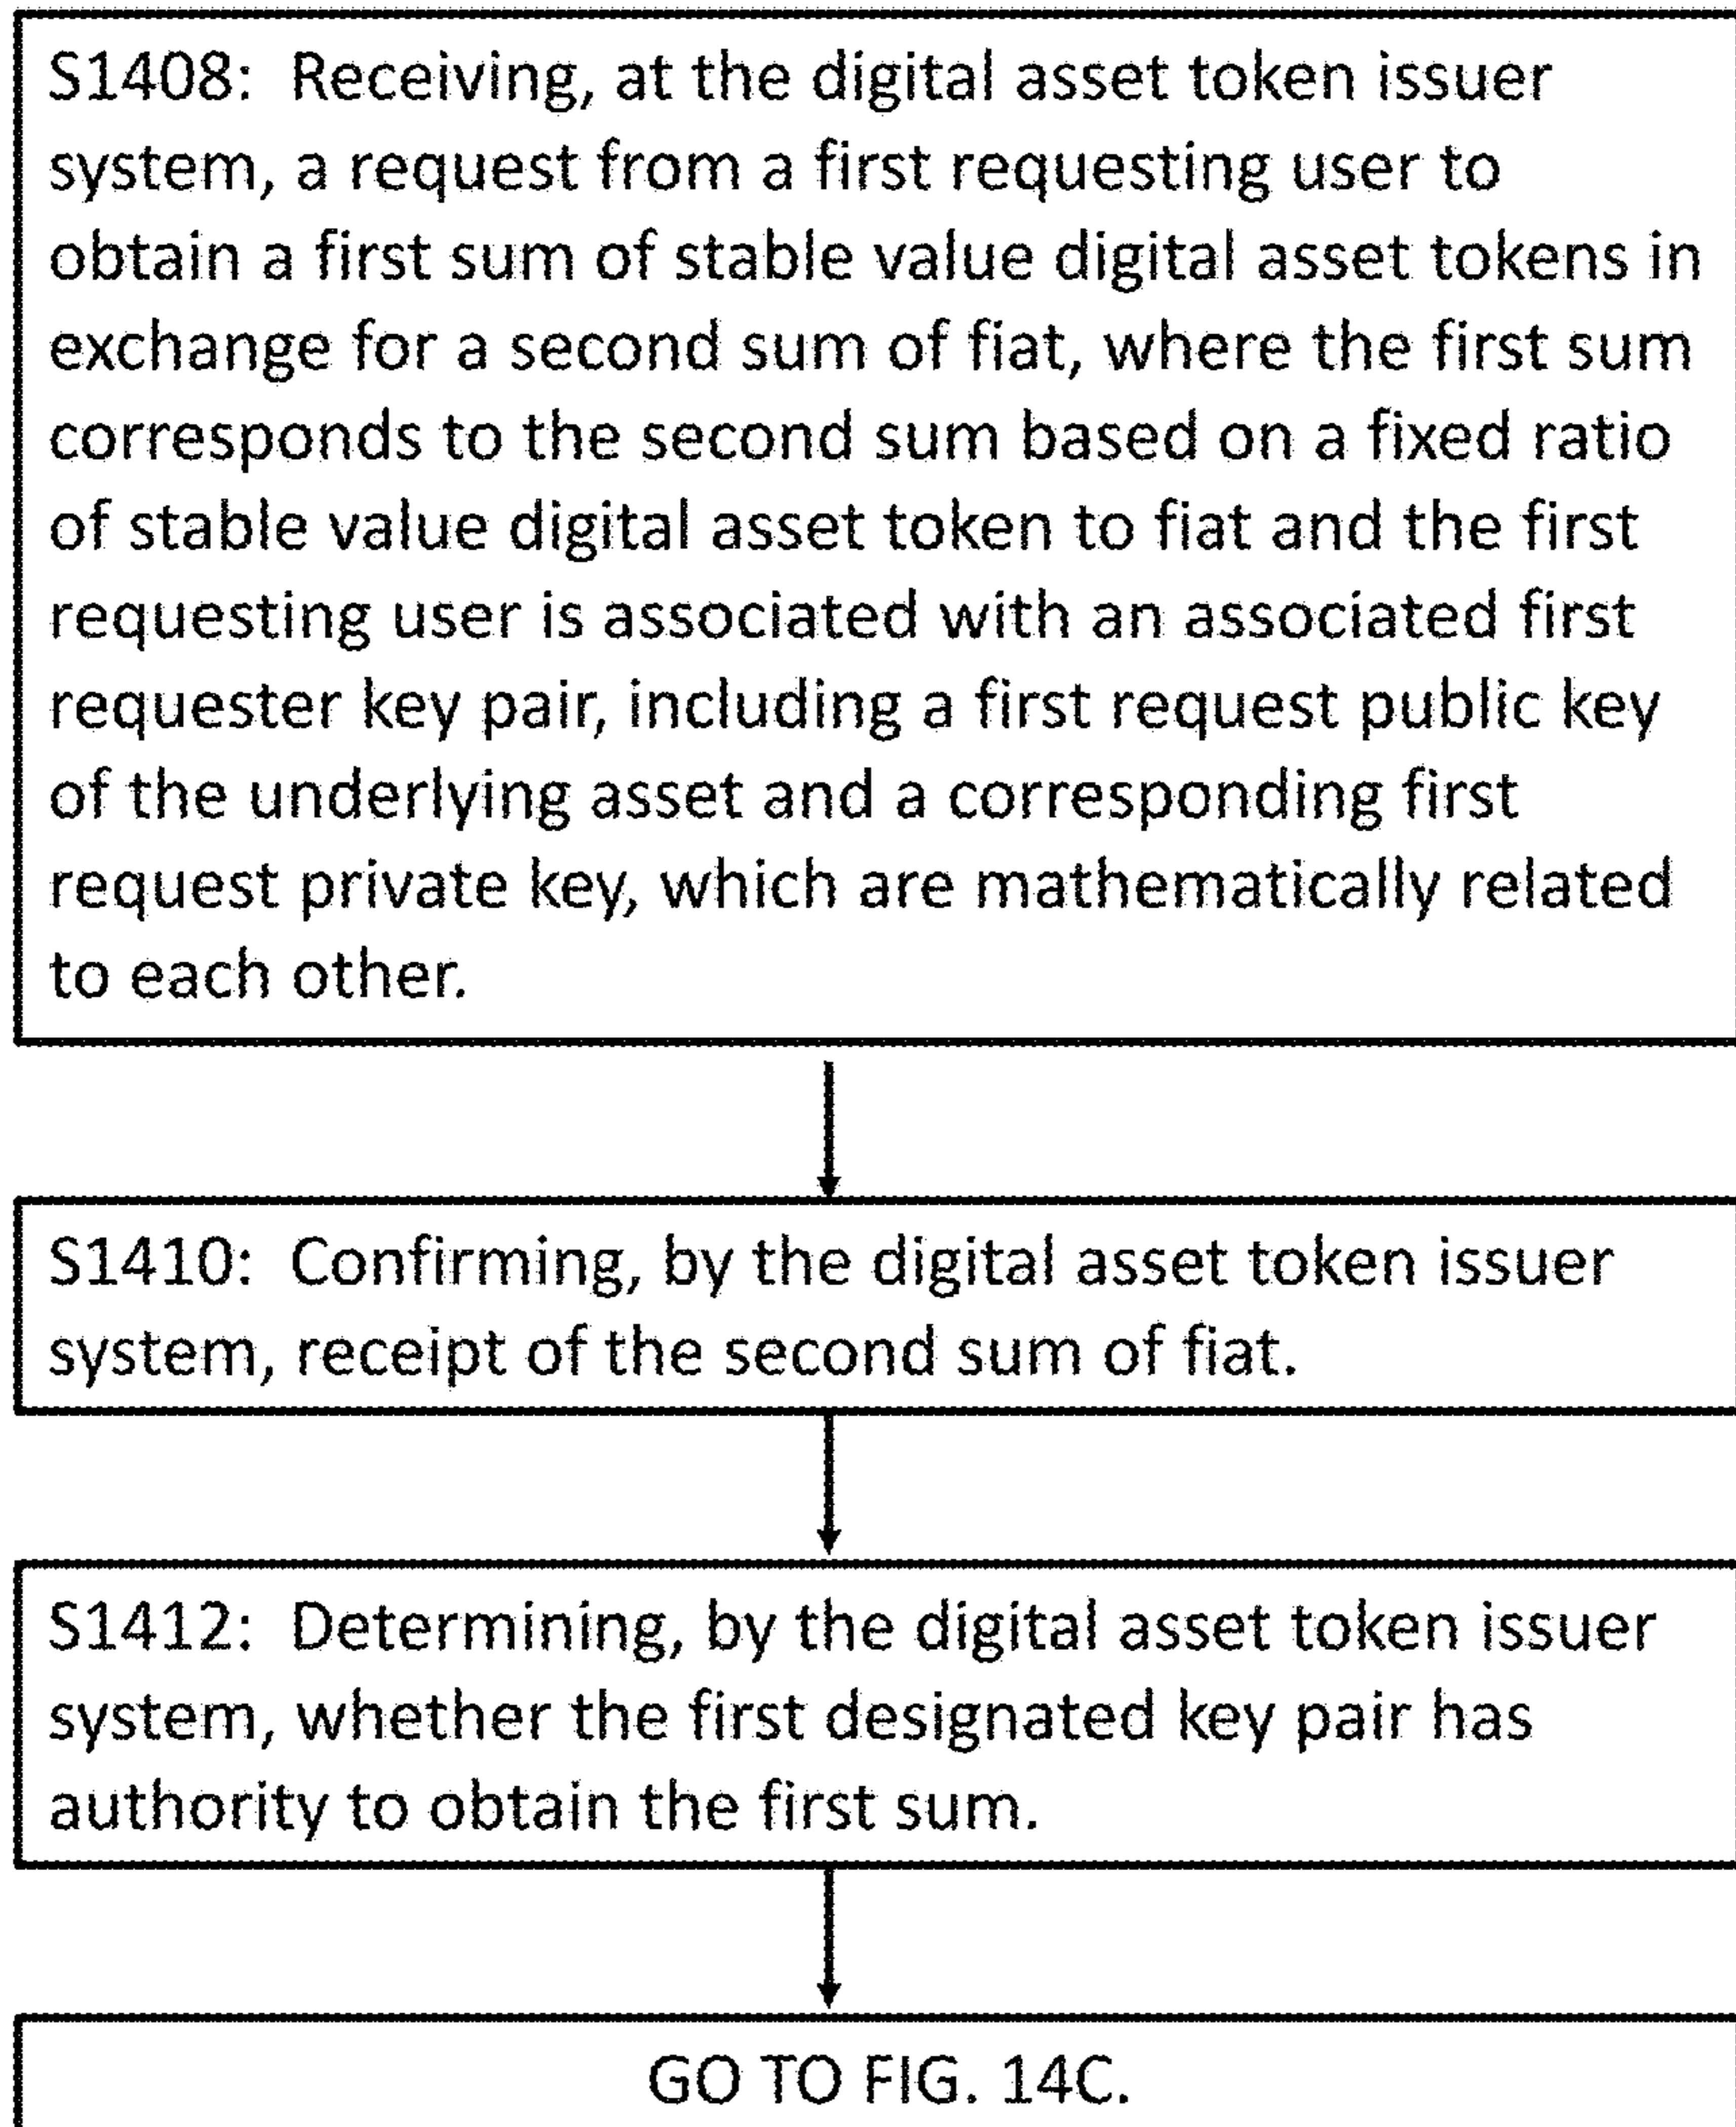 S1408: Receiving, at the digital asset token issuer
system, a request from a first requesting user to
obtain a first sum of stable value digital asset tokens in
exchange for a second sum of fiat, where the first sum
corresponds to the second sum based on a fixed ratio
of stable value digital asset token to fiat and the first
requesting user is associated with an associated first
requester key pair, including a first request public key
of the underlying asset and a corresponding first
request private key, which are mathematically related
to each other.
S1410: Confirming, by the digital asset token issuer
system, receipt of the second sum of fiat.
S1412: Determining, by the digital asset token issuer
system, whether the first designated key pair has
authority to obtain the first sum.
GO TO FIG. 14C.